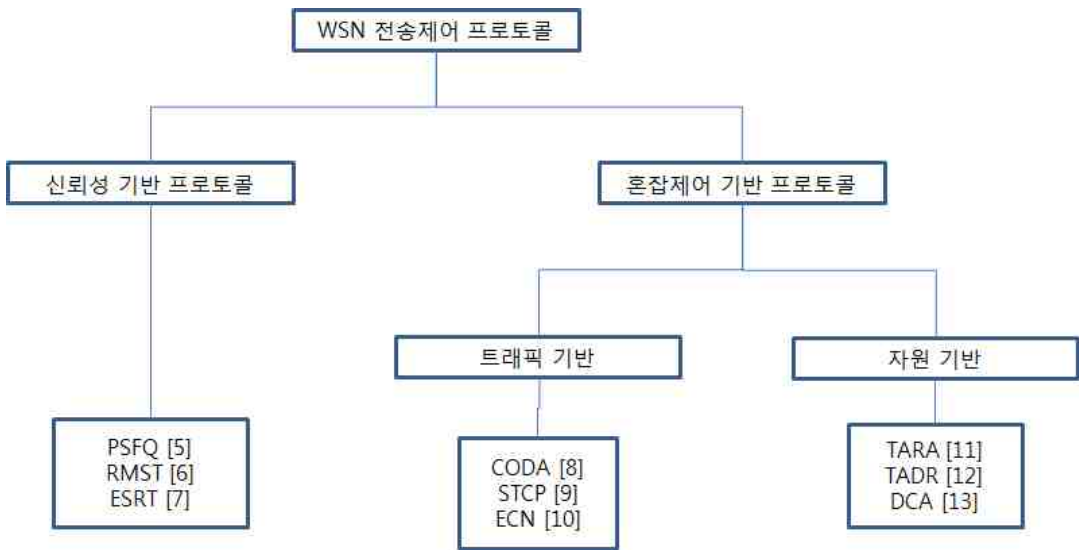 WSN 전송제어 프로토콜
신뢰성 기반 프로토콜
혼잡제어 기반 프로토콜
트래픽 기반
자원 기반
PSFQ [5]
RMST [6]
ESRT [7]
CODA [8]
STCP [9]
ECN [10]
TARA [11]
TADR [12]
DCA [13]